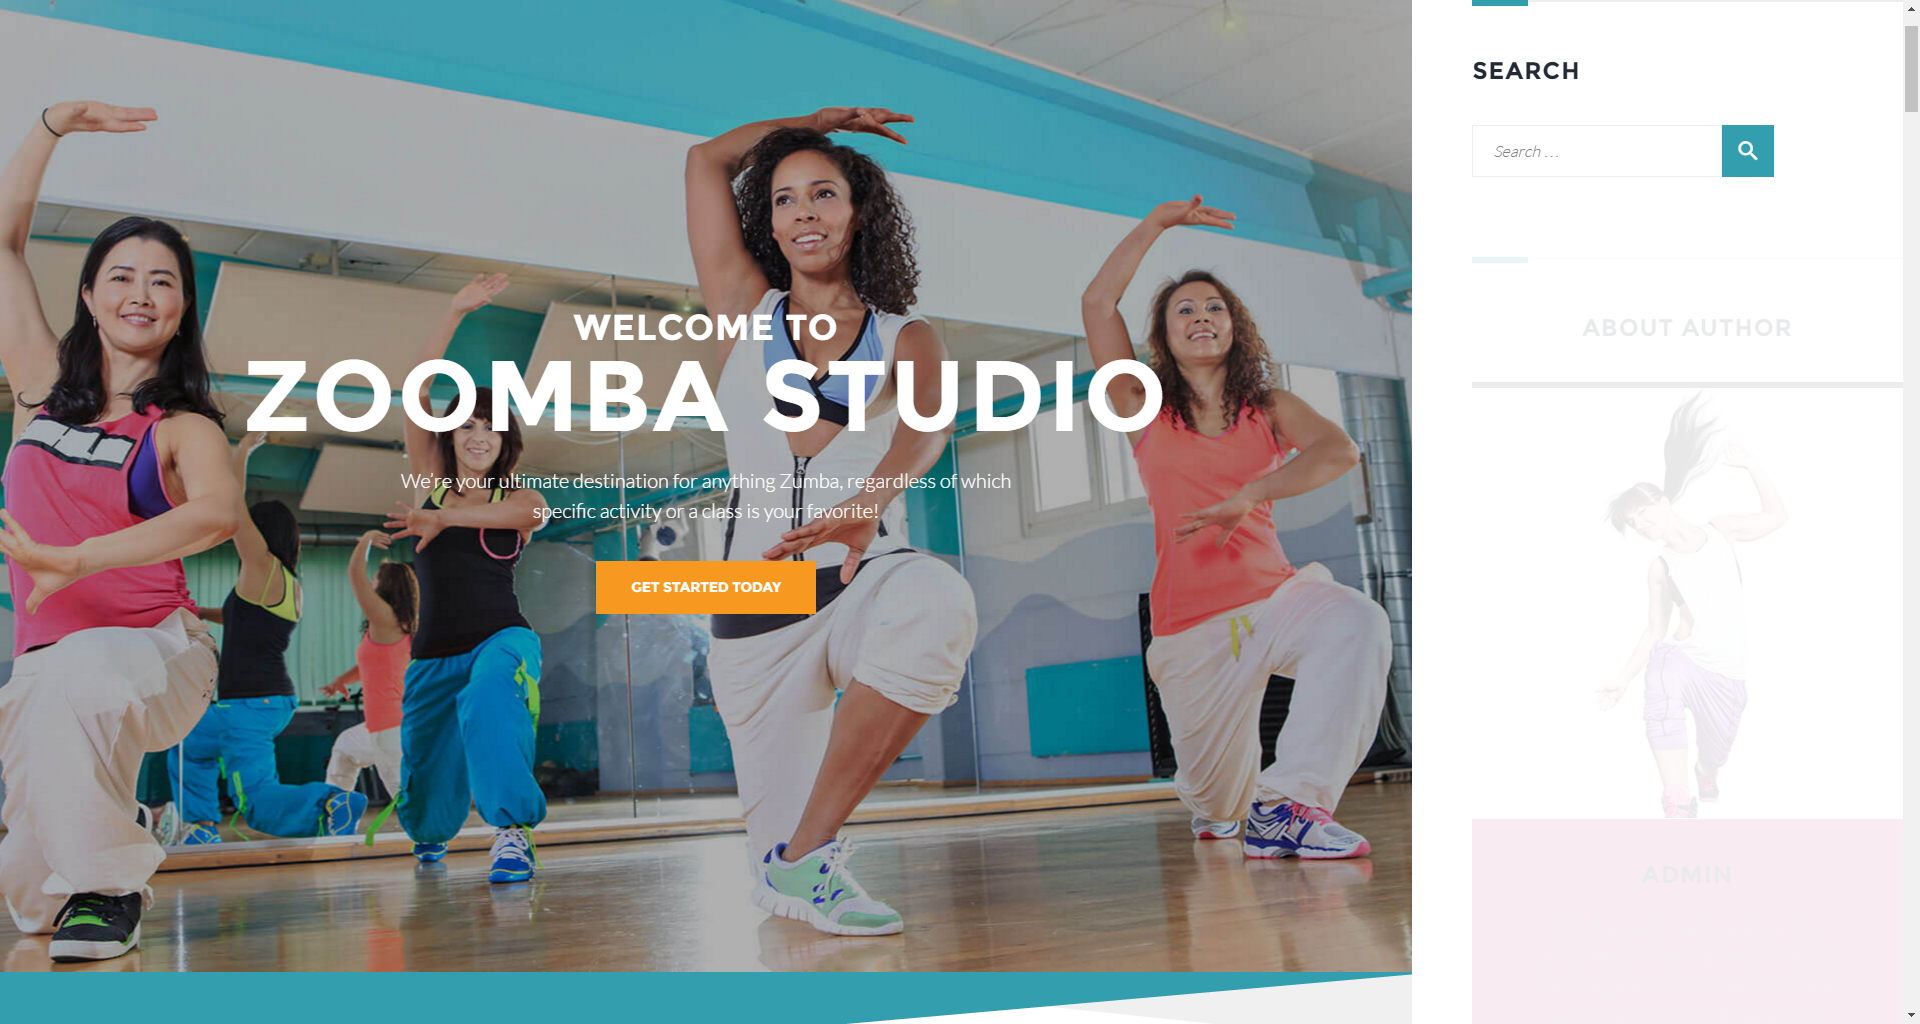 WELCOME TO
ZOOMBA STUDIO
We're your ultimate destination for anything Zumba, regardless of which
specific activity or a class is your favorite!
GET STARTED TODAY
SEARCH
Search …
ABOUT AUTHOR
ADMIN